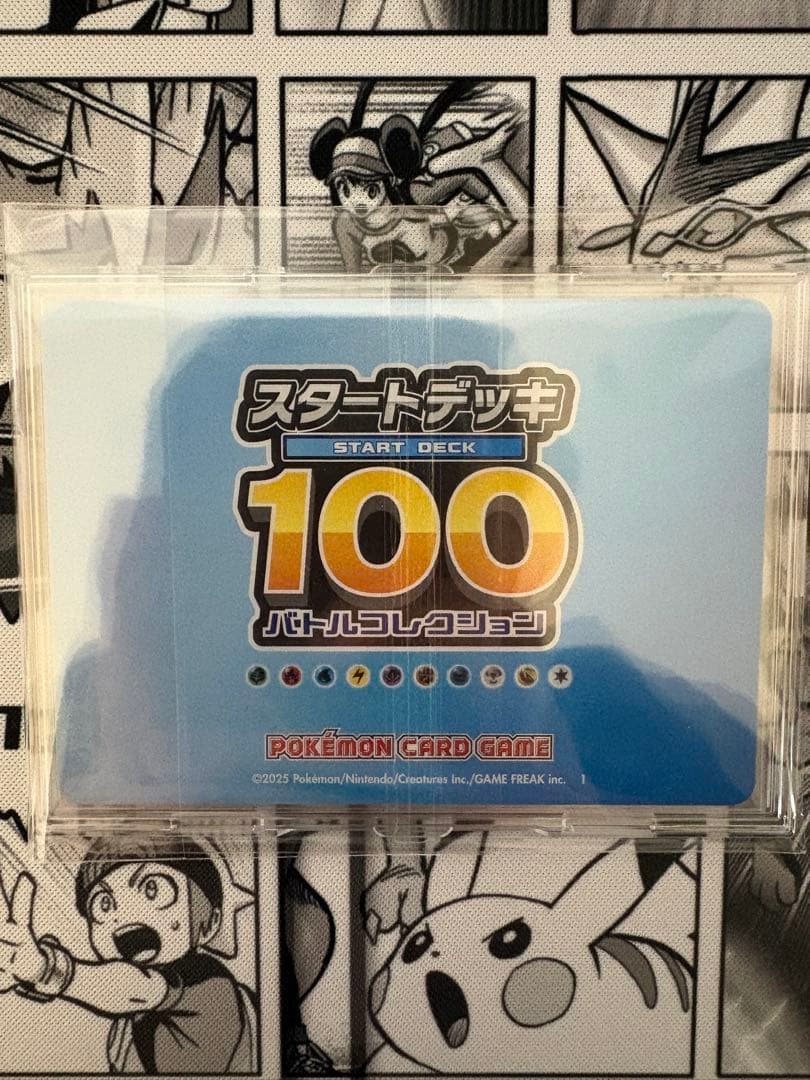 スタートデッキ
START DECK
100
バトルコレクション
POKÉMON CARD GAME
©2025 Pokémon/Nintendo/Creatures Inc./GAME FREAK inc. 1